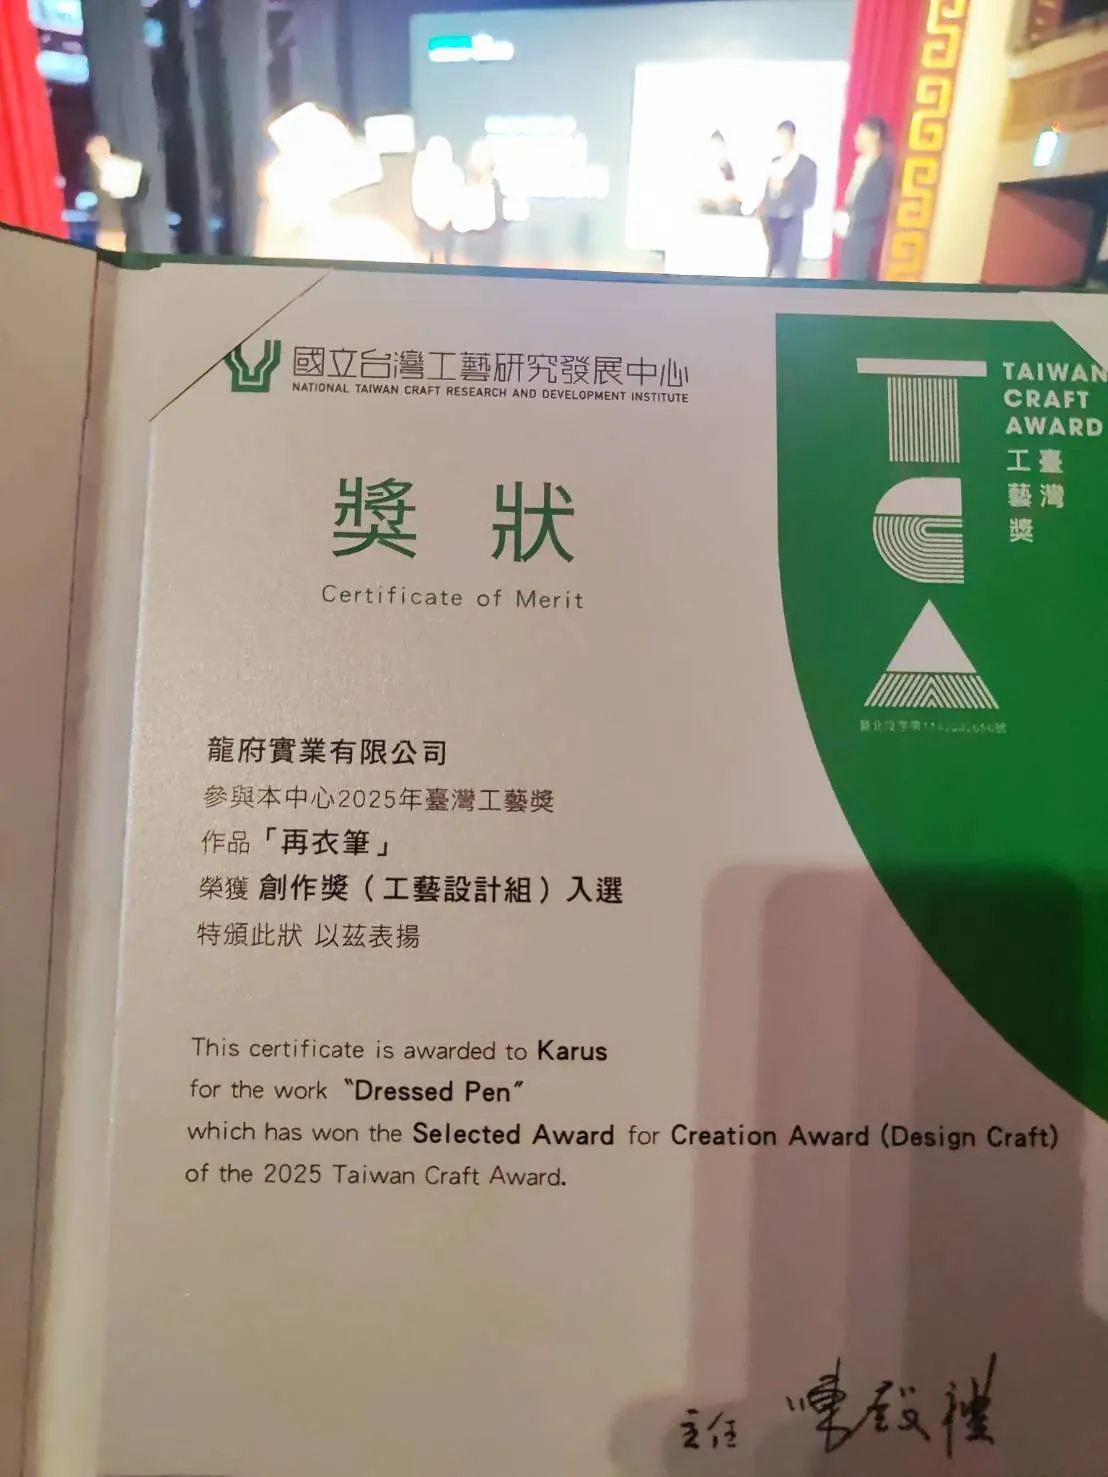 國立台灣工藝研究發展中心
NATIONAL TAIWAN CRAFT RESEARCH AND DEVELOPMENT INSTITUTE
TAIWAN
CRAFT
AWARD
臺灣
工藝獎
獎狀
Certificate of Merit
龍府實業有限公司
參與本中心2025年臺灣工藝獎
作品「再衣筆」
榮獲 創作獎（工藝設計組）入選
特頒此狀 以茲表揚
This certificate is awarded to Karus
for the work “Dressed Pen”
which has won the Selected Award for Creation Award (Design Craft)
of the 2025 Taiwan Craft Award.
主任 陳殿禮